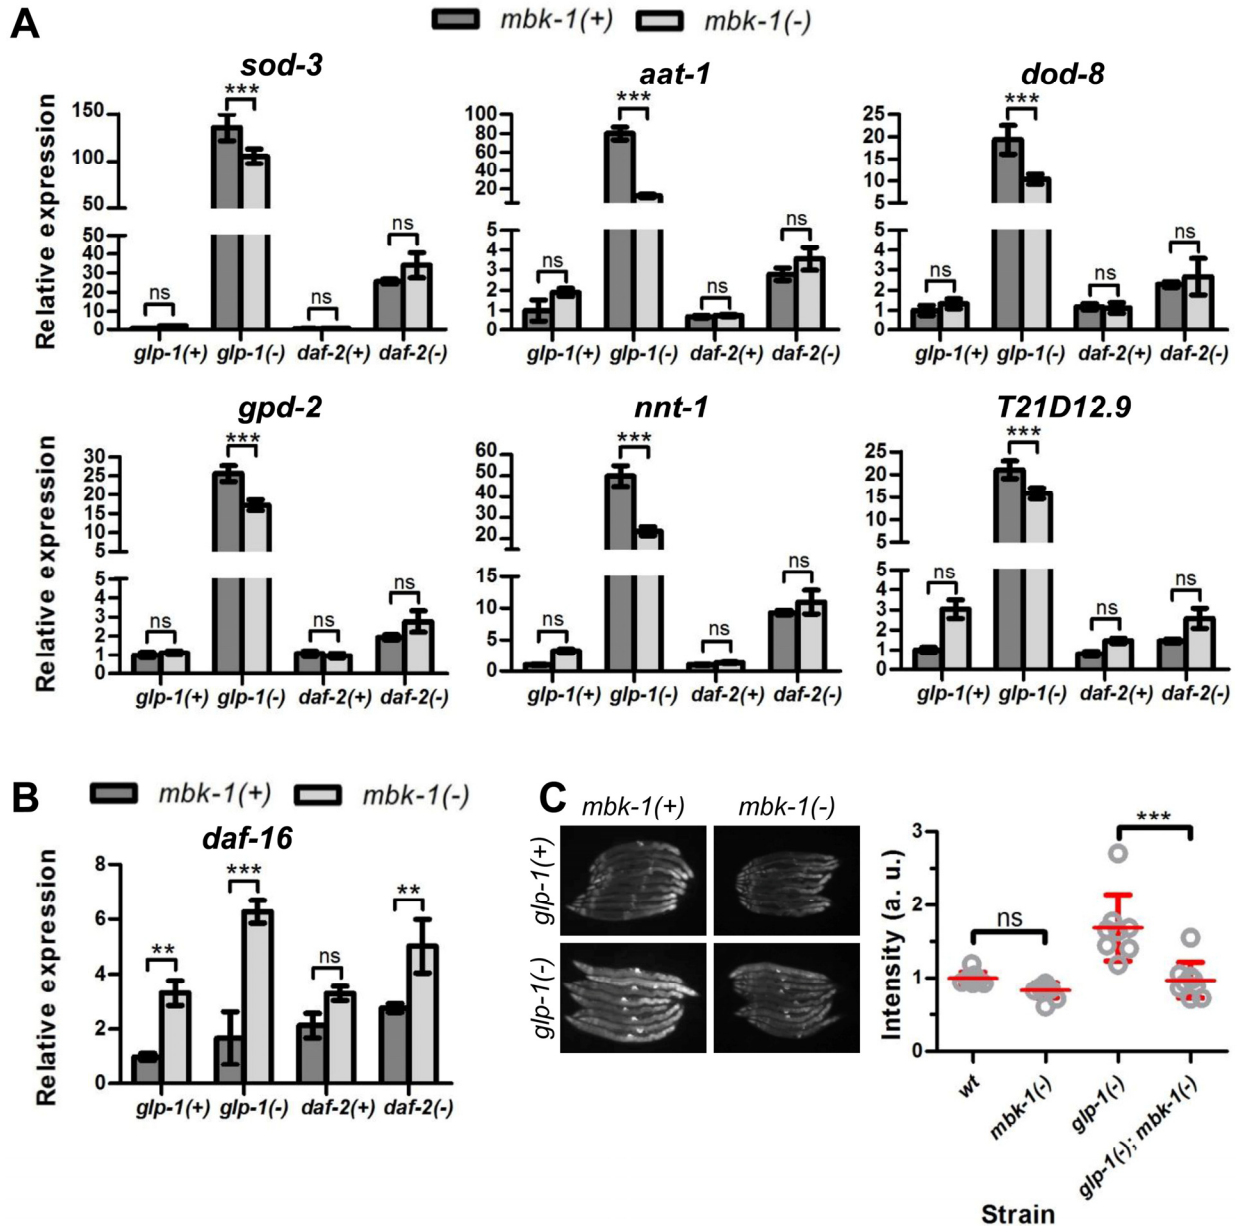 A
mbk-1(+) mbk-1(-)
sod-3
aat-1
dod-8
Relative expression
150
100
50
50
40
30
20
10
0
*** ns ns ns
glp-1(+) glp-1(-) daf-2(+) daf-2(-)
100
80
60
40
20
5
4
3
2
1
0
*** ns ns ns
glp-1(+) glp-1(-) daf-2(+) daf-2(-)
25
20
15
10
5
5
4
3
2
1
0
*** ns ns ns
glp-1(+) glp-1(-) daf-2(+) daf-2(-)
gpd-2
nnt-1
T21D12.9
Relative expression
30
25
20
15
10
5
5
4
3
2
1
0
*** ns ns ns
glp-1(+) glp-1(-) daf-2(+) daf-2(-)
60
50
40
30
20
15
10
5
0
*** ns ns ns
glp-1(+) glp-1(-) daf-2(+) daf-2(-)
25
20
15
10
5
5
4
3
2
1
0
*** ns ns ns
glp-1(+) glp-1(-) daf-2(+) daf-2(-)
B
mbk-1(+) mbk-1(-)
daf-16
Relative expression
8
6
4
2
0
** *** ns **
glp-1(+) glp-1(-) daf-2(+) daf-2(-)
C
mbk-1(+) mbk-1(-)
glp-1(+)
glp-1(-)
Intensity (a. u.)
3
2
1
0
ns ***
wt
mbk-1(-)
glp-1(-)
glp-1(-); mbk-1(-)
Strain